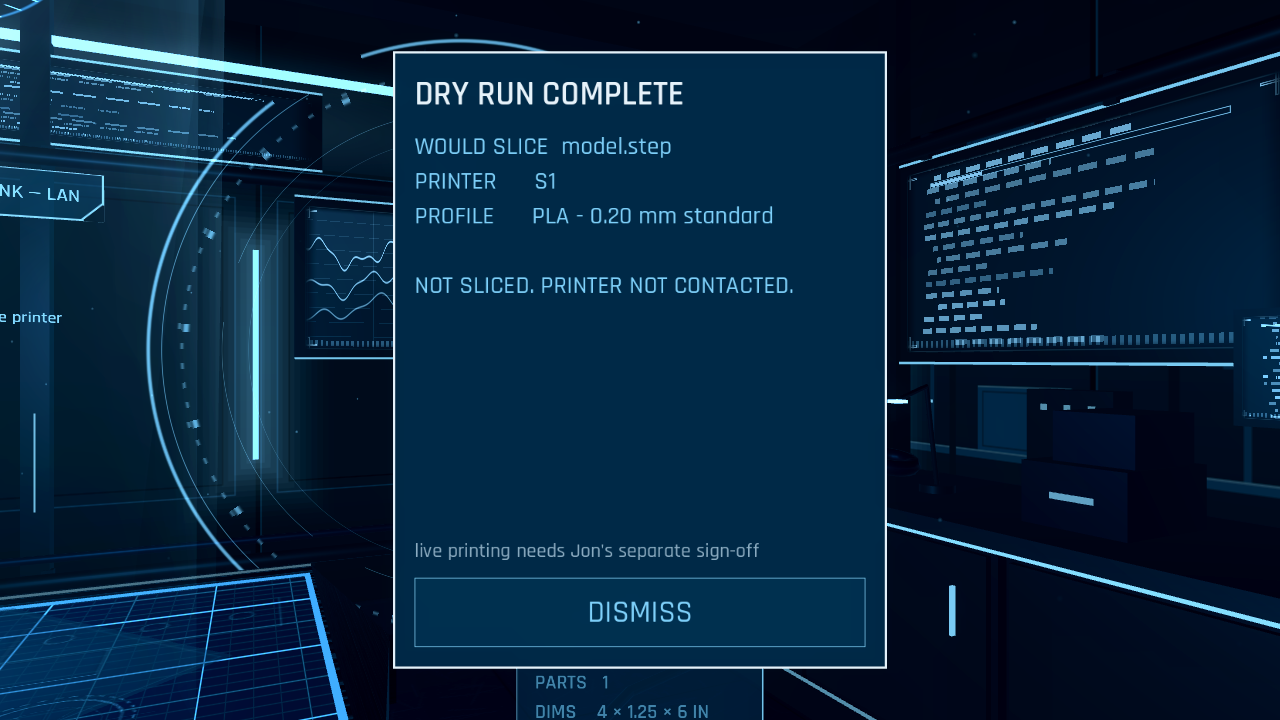 DRY RUN COMPLETE
WOULD SLICE model.step
PRINTER S1
PROFILE PLA - 0.20 mm standard
NOT SLICED. PRINTER NOT CONTACTED.
live printing needs Jon's separate sign-off
DISMISS
NK — LAN
e printer
PARTS 1
DIMS 4 × 1.25 × 6 IN